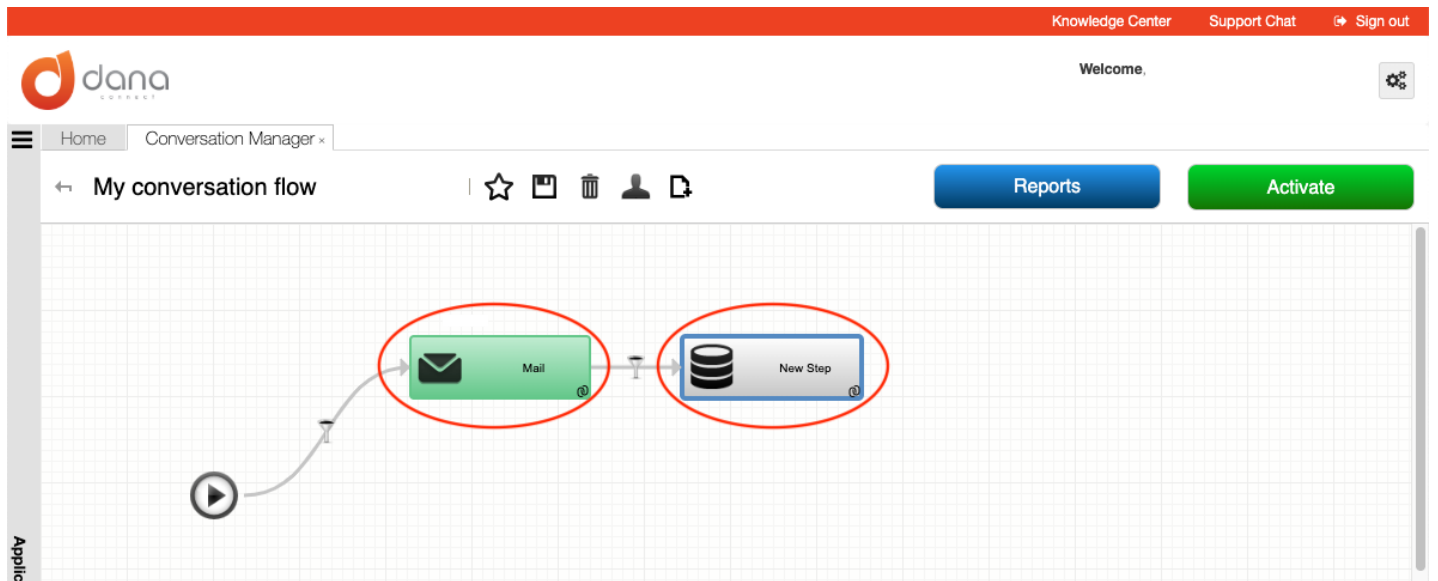 Knowledge Center Support Chat Sign out
dana
connect
Welcome,
Home Conversation Manager ×
My conversation flow
Reports
Activate
Mail
New Step
Applic